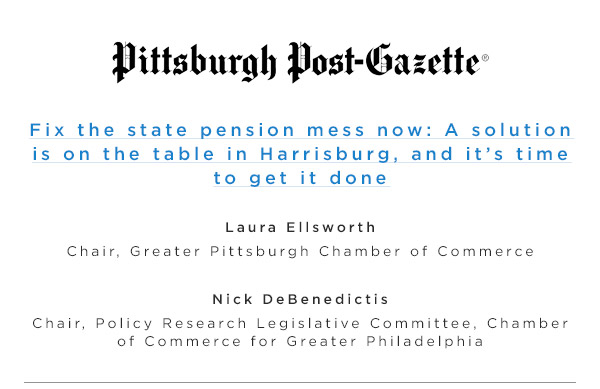 Pittsburgh Post-Gazette®
Fix the state pension mess now: A solution
is on the table in Harrisburg, and it’s time
to get it done
Laura Ellsworth
Chair, Greater Pittsburgh Chamber of Commerce
Nick DeBenedictis
Chair, Policy Research Legislative Committee, Chamber
of Commerce for Greater Philadelphia